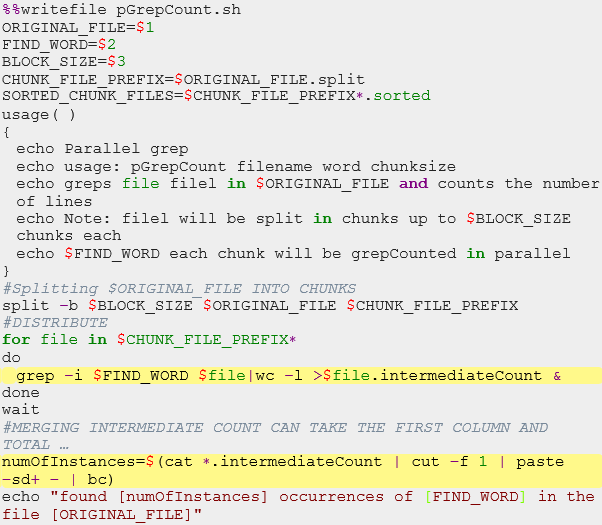 %%writefile pGrepCount.sh
ORIGINAL_FILE=$1
FIND_WORD=$2
BLOCK_SIZE=$3
CHUNK_FILE_PREFIX=$ORIGINAL_FILE.split
SORTED_CHUNK_FILES=$CHUNK_FILE_PREFIX*.sorted
usage( )
{
echo Parallel grep
echo usage: pGrepCount filename word chunksize
echo greps file file1 in $ORIGINAL_FILE and counts the number
of lines
echo Note: file1 will be split in chunks up to $BLOCK_SIZE
chunks each
echo $FIND_WORD each chunk will be grepCounted in parallel
}
#Splitting $ORIGINAL_FILE INTO CHUNKS
split -b $BLOCK_SIZE $ORIGINAL_FILE $CHUNK_FILE_PREFIX
#DISTRIBUTE
for file in $CHUNK_FILE_PREFIX*
do
grep -i $FIND_WORD $file|wc -l >$file.intermediateCount &
done
wait
#MERGING INTERMEDIATE COUNT CAN TAKE THE FIRST COLUMN AND
TOTAL …
numOfInstances=$(cat *.intermediateCount | cut -f 1 | paste
-sd+ - | bc)
echo "found [numOfInstances] occurrences of [FIND_WORD] in the
file [ORIGINAL_FILE]"